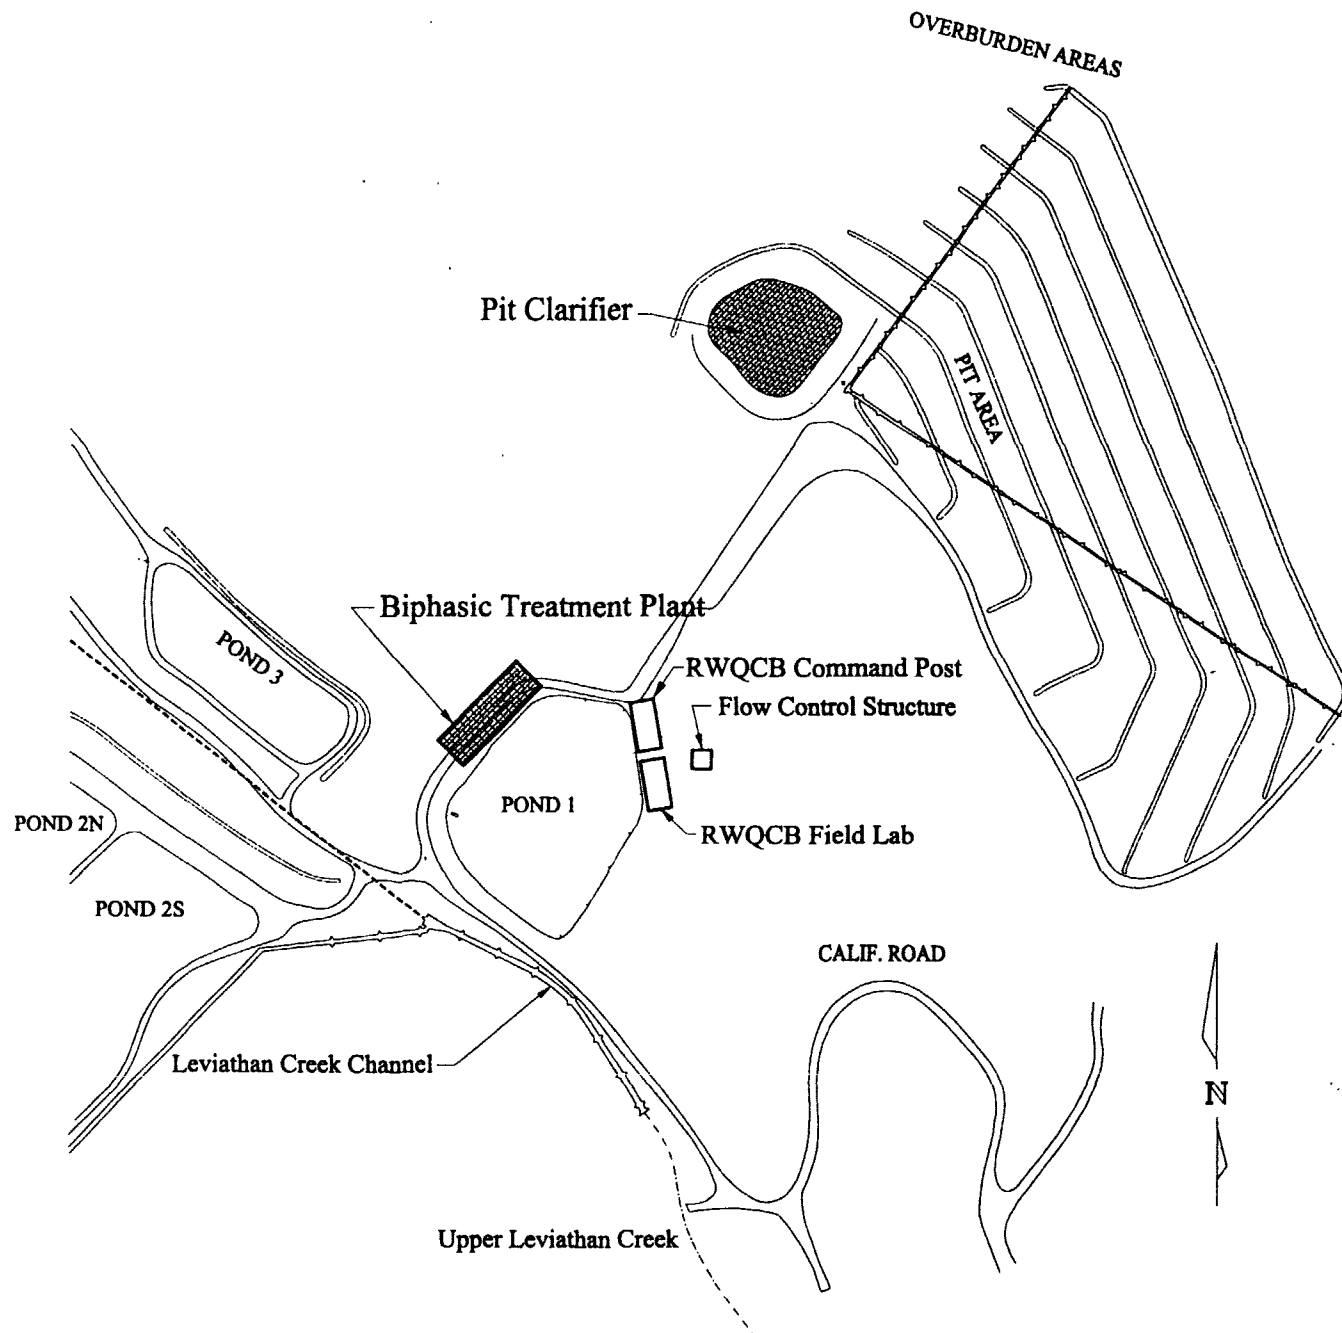 OVERBURDEN AREAS
Pit Clarifier
PIT AREA
Biphasic Treatment Plant
POND 3
RWQCB Command Post
Flow Control Structure
POND 1
POND 2N
RWQCB Field Lab
POND 2S
CALIF. ROAD
Leviathan Creek Channel
N
Upper Leviathan Creek